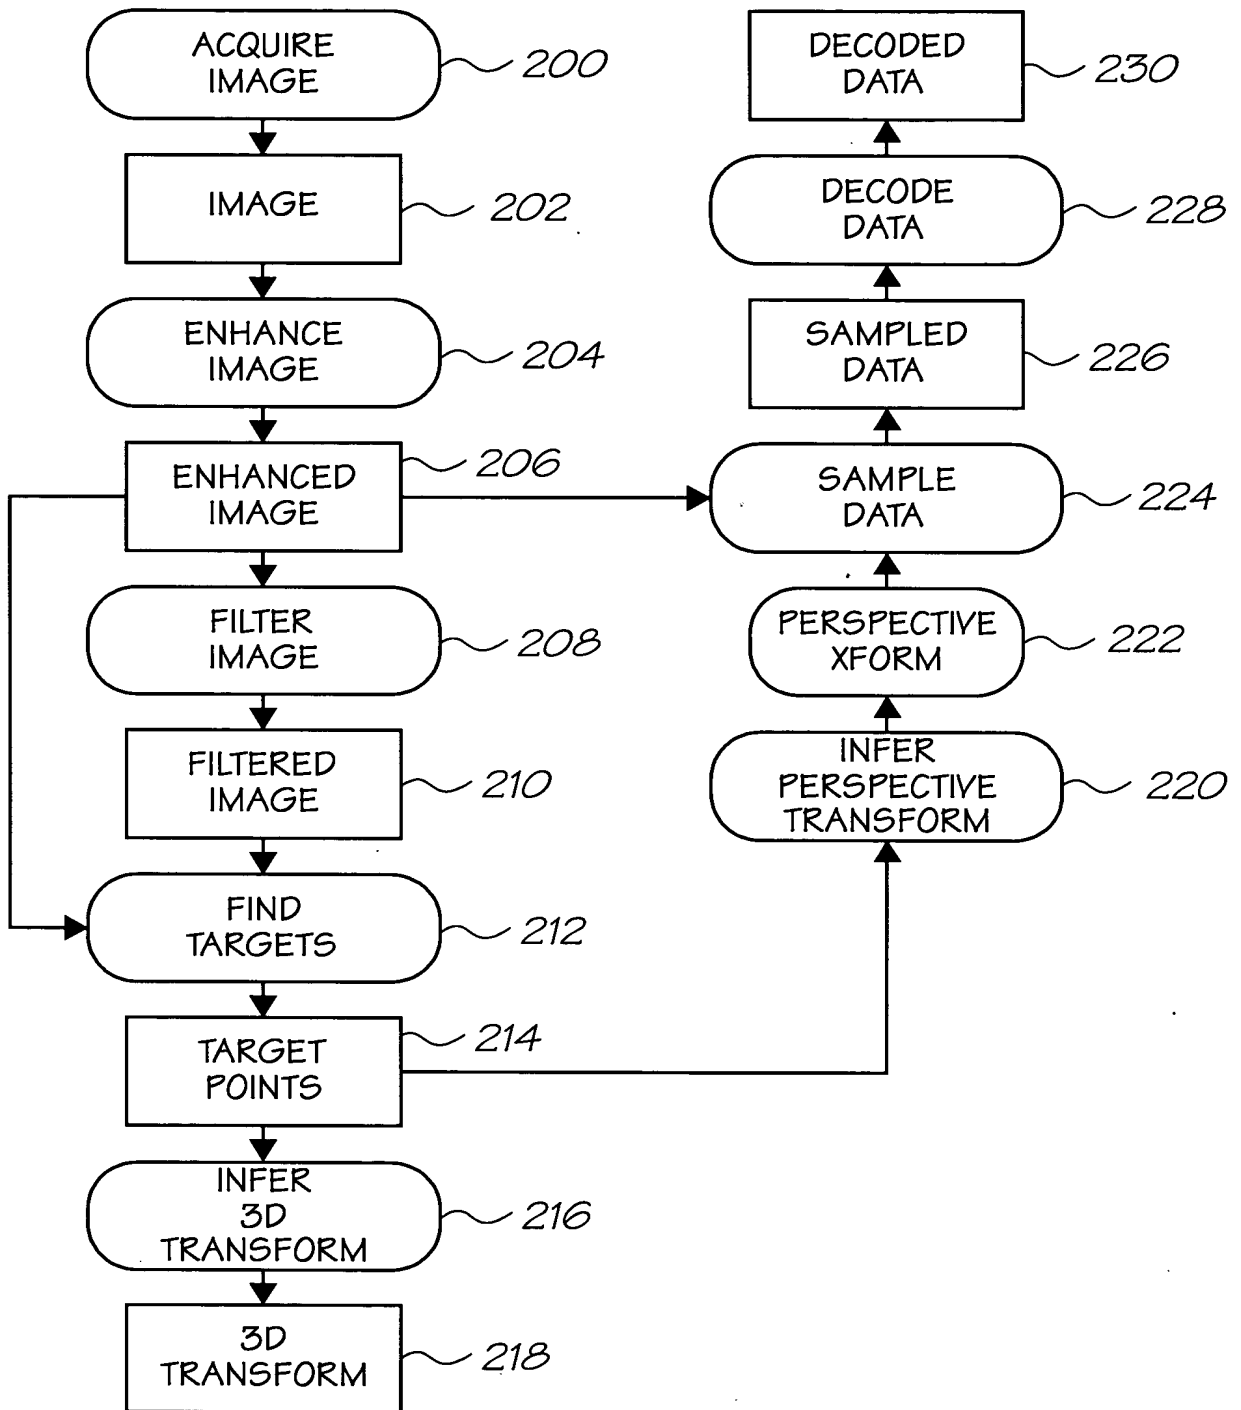 ACQUIRE
IMAGE
200
IMAGE
202
ENHANCE
IMAGE
204
ENHANCED
IMAGE
206
FILTER
IMAGE
208
FILTERED
IMAGE
210
FIND
TARGETS
212
TARGET
POINTS
214
INFER
3D
TRANSFORM
216
3D
TRANSFORM
218
DECODED
DATA
230
DECODE
DATA
228
SAMPLED
DATA
226
SAMPLE
DATA
224
PERSPECTIVE
XFORM
222
INFER
PERSPECTIVE
TRANSFORM
220